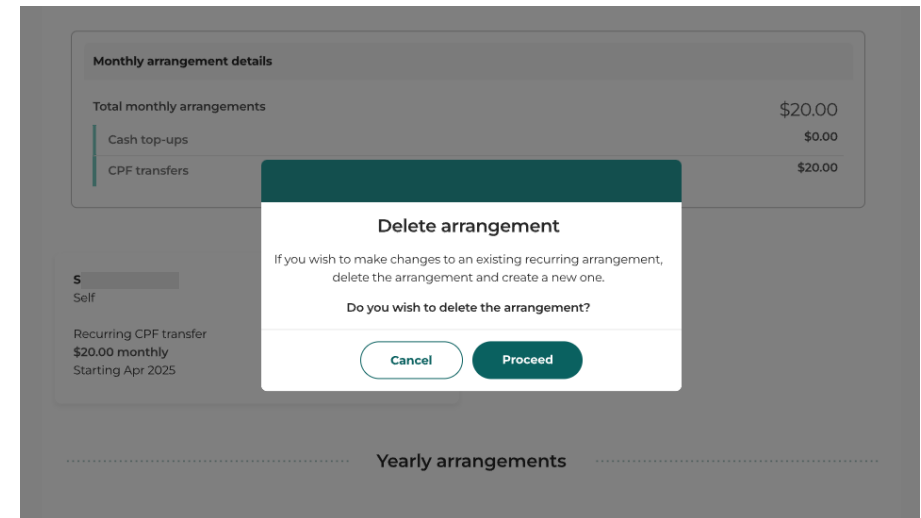 Monthly arrangement details
Total monthly arrangements $20.00
Cash top-ups $0.00
CPF transfers $20.00
Delete arrangement
If you wish to make changes to an existing recurring arrangement,
delete the arrangement and create a new one.
Do you wish to delete the arrangement?
Cancel Proceed
S
Self
Recurring CPF transfer
$20.00 monthly
Starting Apr 2025
Yearly arrangements